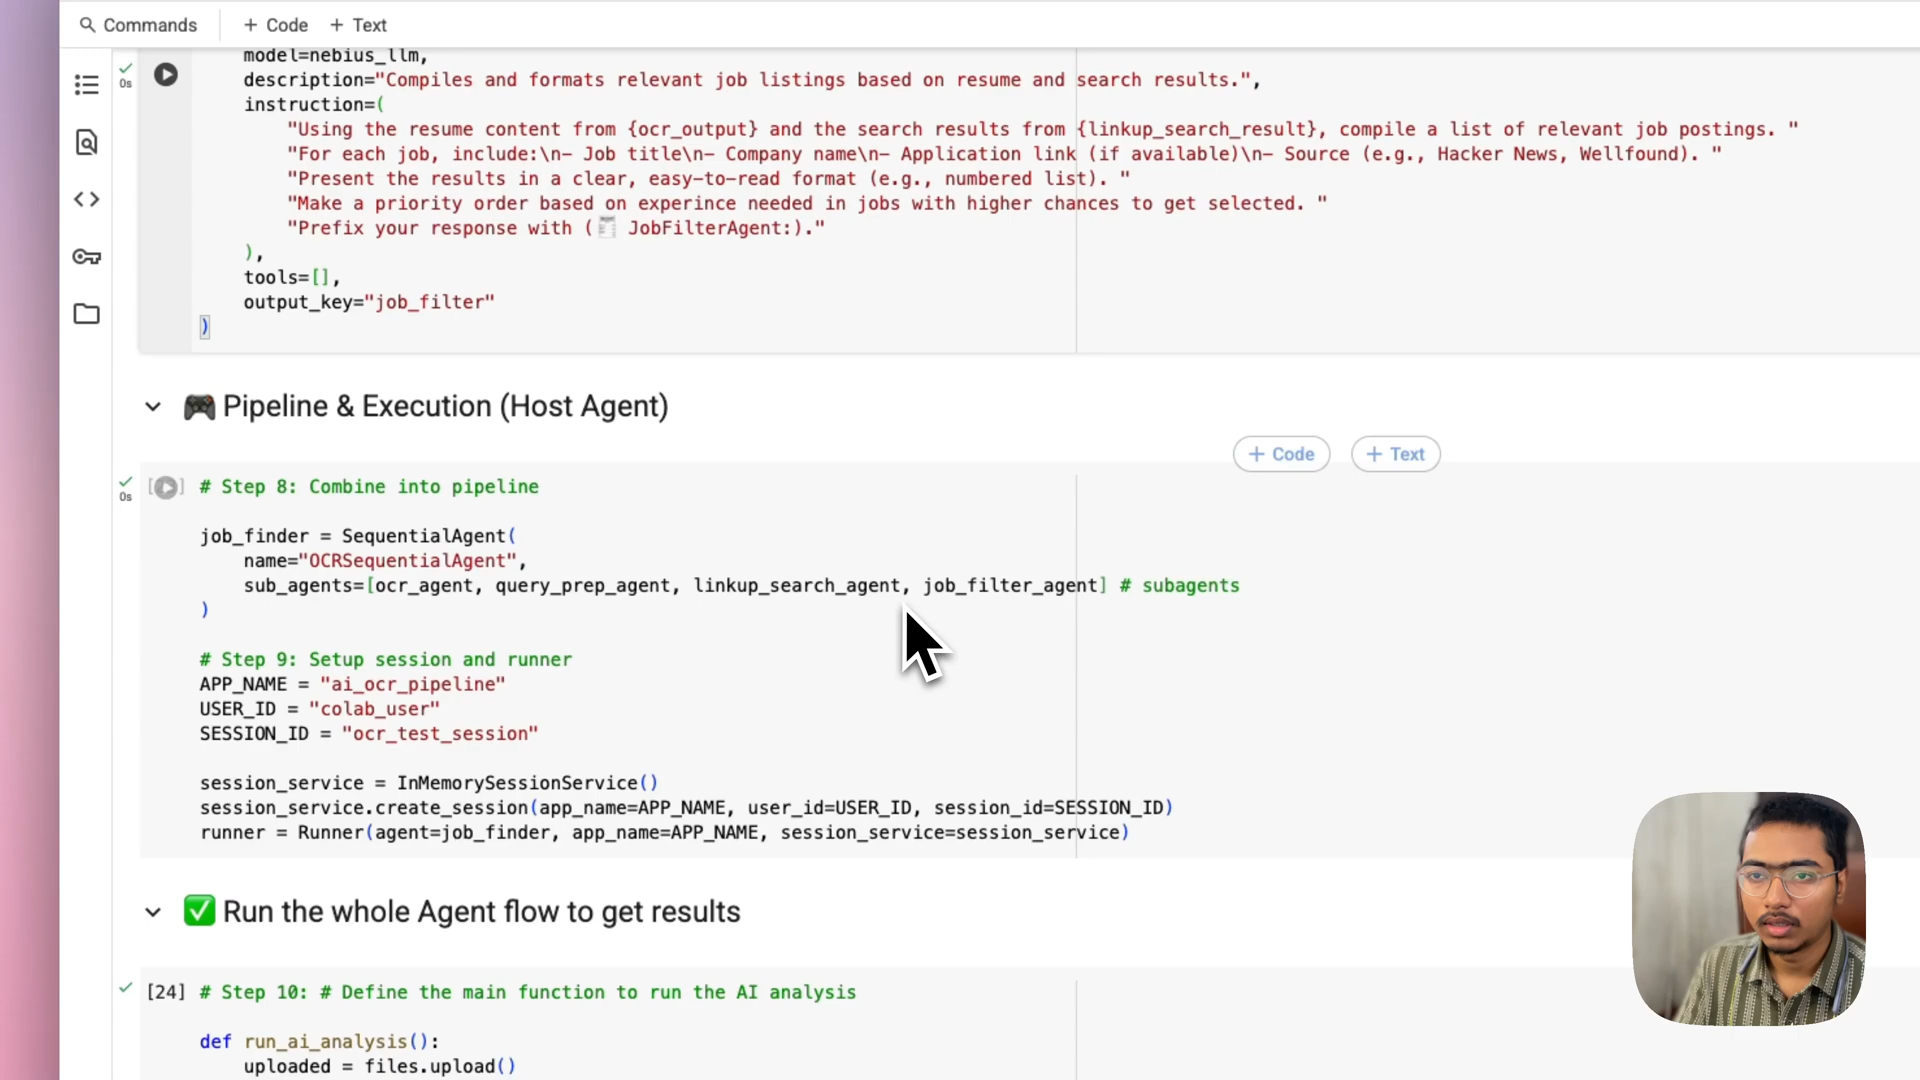 Commands + Code + Text
model=nebius_llm,
0s
description="Compiles and formats relevant job listings based on resume and search results.",
instruction=(
"Using the resume content from {ocr_output} and the search results from {linkup_search_result}, compile a list of relevant job postings. "
"For each job, include:\n- Job title\n- Company name\n- Application link (if available)\n- Source (e.g., Hacker News, Wellfound). "
"Present the results in a clear, easy-to-read format (e.g., numbered list). "
"Make a priority order based on experince needed in jobs with higher chances to get selected. "
"Prefix your response with (🧾 JobFilterAgent:)."
),
tools=[],
output_key="job_filter"
)
🎮 Pipeline & Execution (Host Agent)
+ Code + Text
0s
[ ] # Step 8: Combine into pipeline
job_finder = SequentialAgent(
name="OCRSequentialAgent",
sub_agents=[ocr_agent, query_prep_agent, linkup_search_agent, job_filter_agent] # subagents
)
# Step 9: Setup session and runner
APP_NAME = "ai_ocr_pipeline"
USER_ID = "colab_user"
SESSION_ID = "ocr_test_session"
session_service = InMemorySessionService()
session_service.create_session(app_name=APP_NAME, user_id=USER_ID, session_id=SESSION_ID)
runner = Runner(agent=job_finder, app_name=APP_NAME, session_service=session_service)
✅ Run the whole Agent flow to get results
[24] # Step 10: # Define the main function to run the AI analysis
def run_ai_analysis():
uploaded = files.upload()